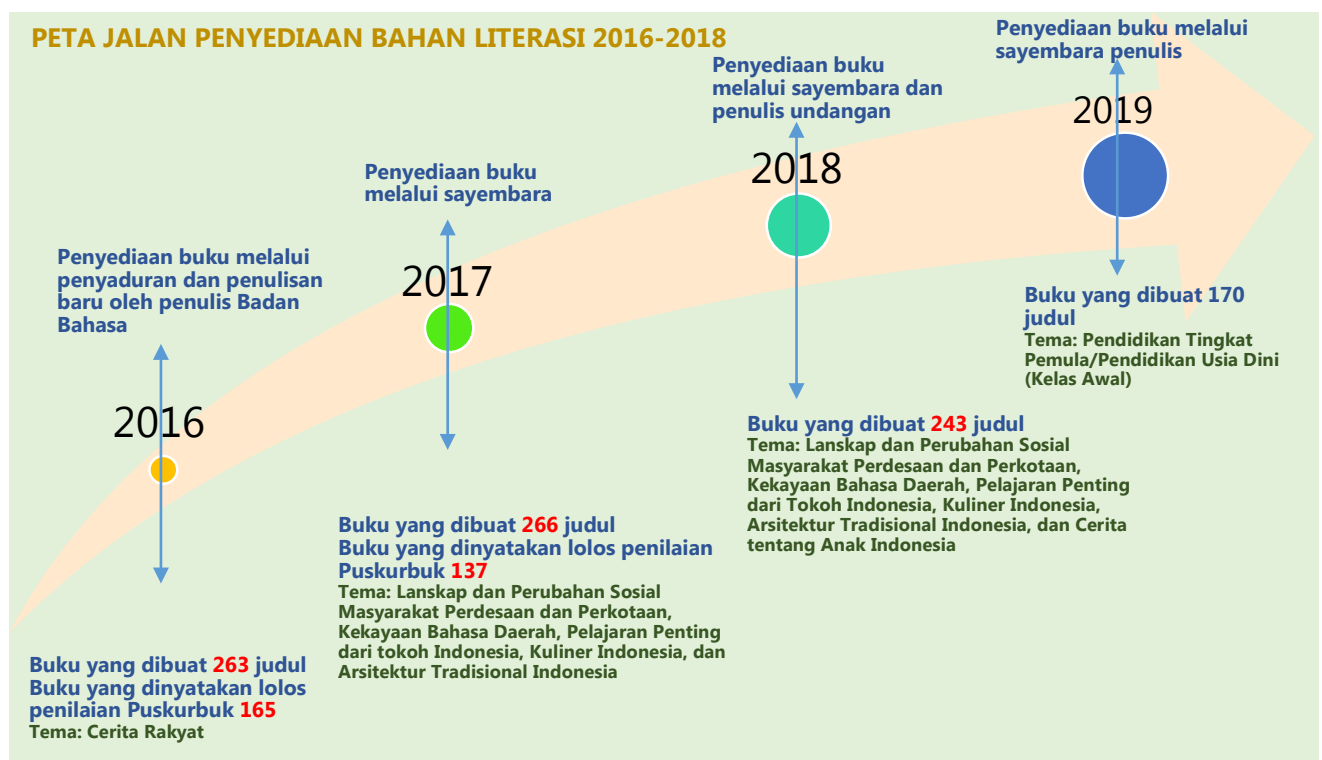 PETA JALAN PENYEDIAAN BAHAN LITERASI 2016-2018
Penyediaan buku melalui
penyaduran dan penulisan
baru oleh penulis Badan
Bahasa
2016
Buku yang dibuat 263 judul
Buku yang dinyatakan lolos
penilaian Puskurbuk 165
Tema: Cerita Rakyat
Penyediaan buku
melalui sayembara
2017
Buku yang dibuat 266 judul
Buku yang dinyatakan lolos penilaian
Puskurbuk 137
Tema: Lanskap dan Perubahan Sosial
Masyarakat Perdesaan dan Perkotaan,
Kekayaan Bahasa Daerah, Pelajaran Penting
dari tokoh Indonesia, Kuliner Indonesia, dan
Arsitektur Tradisional Indonesia
Penyediaan buku
melalui sayembara dan
penulis undangan
2018
Buku yang dibuat 243 judul
Tema: Lanskap dan Perubahan Sosial
Masyarakat Perdesaan dan Perkotaan,
Kekayaan Bahasa Daerah, Pelajaran Penting
dari Tokoh Indonesia, Kuliner Indonesia,
Arsitektur Tradisional Indonesia, dan Cerita
tentang Anak Indonesia
Penyediaan buku melalui
sayembara penulis
2019
Buku yang dibuat 170
judul
Tema: Pendidikan Tingkat
Pemula/Pendidikan Usia Dini
(Kelas Awal)